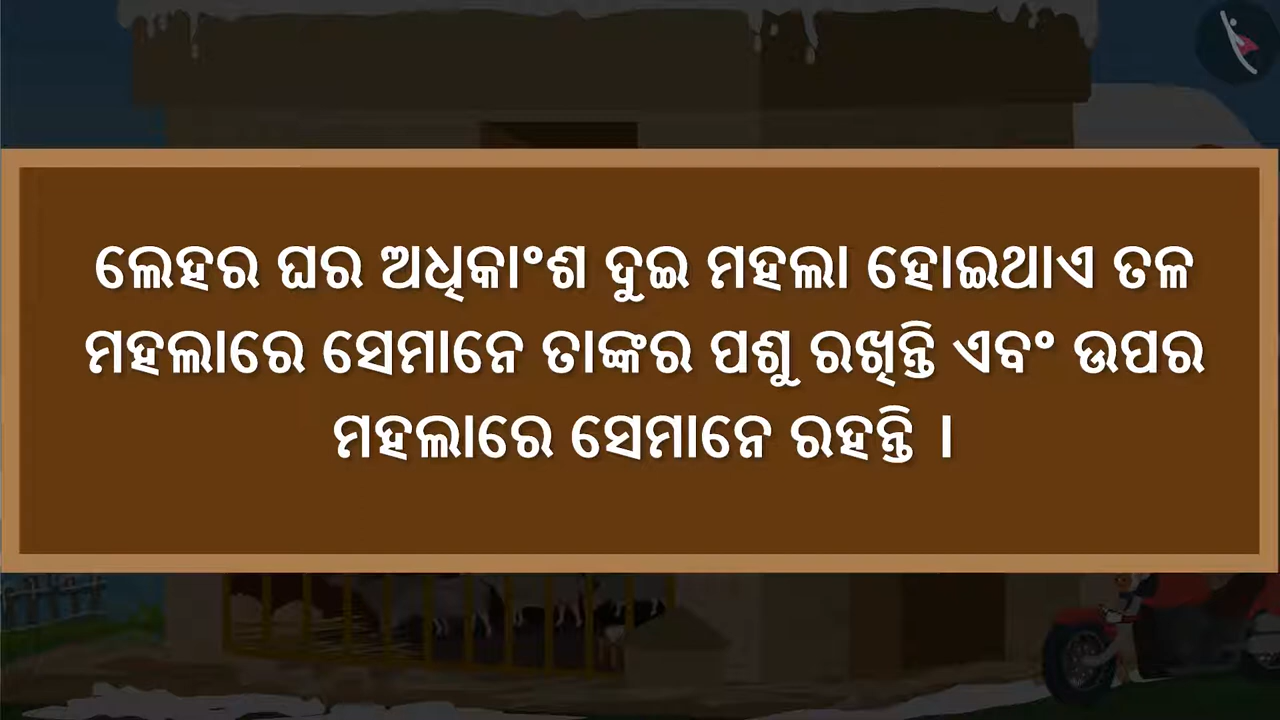 ଲେହର ଘର ଅଧିକାଂଶ ଦୁଇ ମହଲା ହୋଇଥାଏ ତଳ
ମହଲାରେ ସେମାନେ ତାଙ୍କର ପଶୁ ରଖନ୍ତି ଏବଂ ଉପର
ମହଲାରେ ସେମାନେ ରହନ୍ତି ।